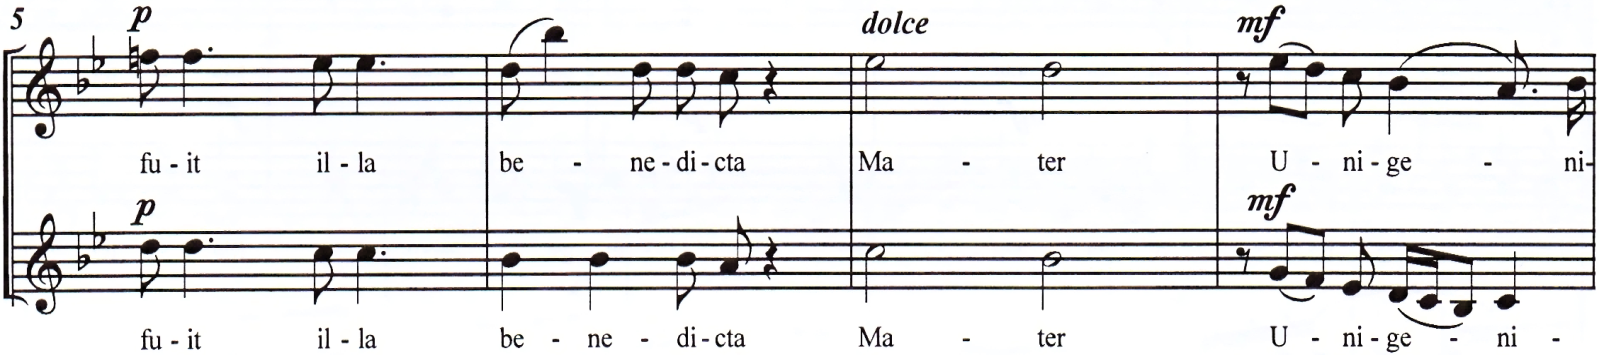 5 p dolce mf
fu - it il - la be - ne - di - cta Ma - ter U - ni - ge - ni -
p mf
fu - it il - la be - ne - di - cta Ma - ter U - ni - ge - ni -